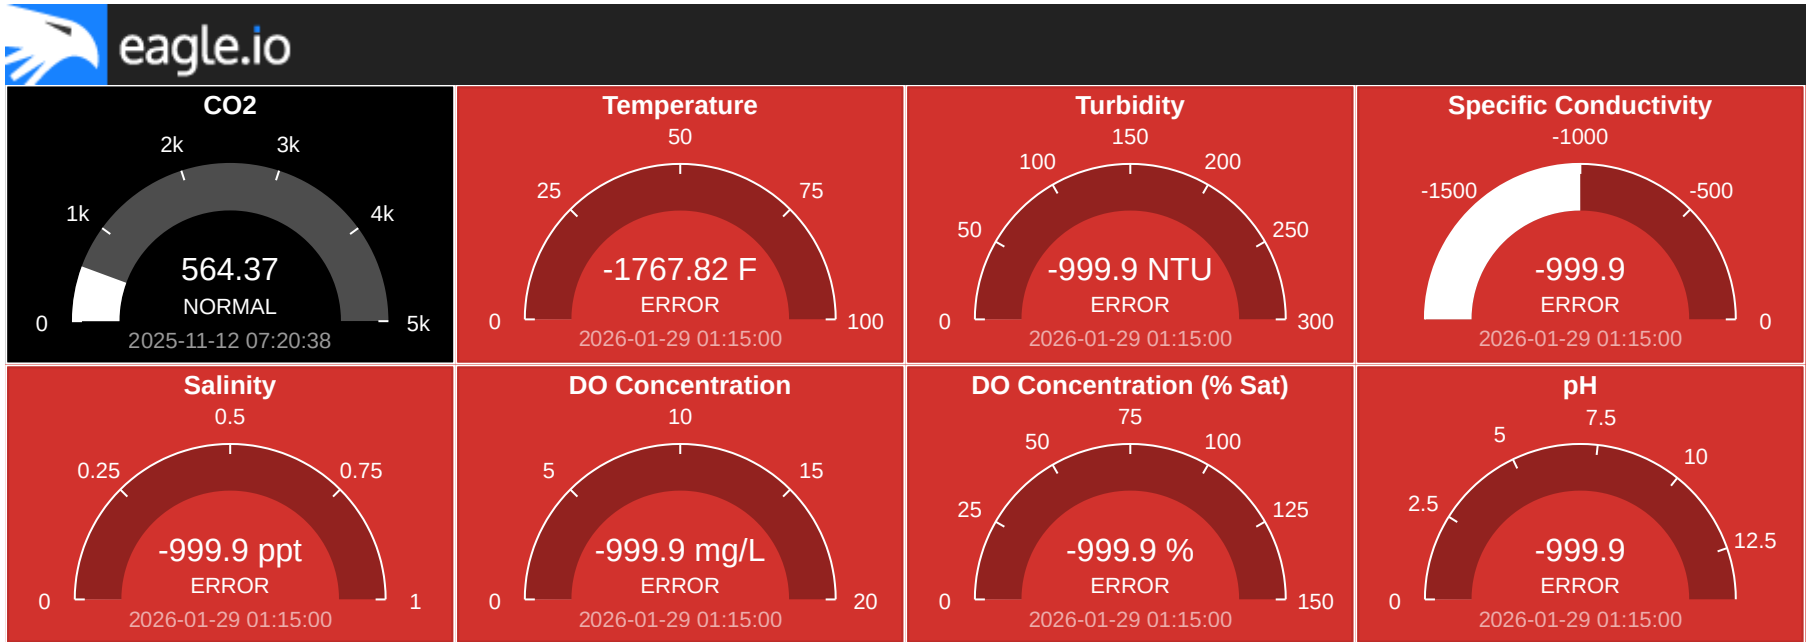 eagle.io
CO2
0
1k
2k
3k
4k
5k
564.37
NORMAL
2025-11-12 07:20:38
Temperature
0
25
50
75
100
-1767.82 F
ERROR
2026-01-29 01:15:00
Turbidity
0
50
100
150
200
250
300
-999.9 NTU
ERROR
2026-01-29 01:15:00
Specific Conductivity
-1500
-1000
-500
0
-999.9
ERROR
2026-01-29 01:15:00
Salinity
0
0.25
0.5
0.75
1
-999.9 ppt
ERROR
2026-01-29 01:15:00
DO Concentration
0
5
10
15
20
-999.9 mg/L
ERROR
2026-01-29 01:15:00
DO Concentration (% Sat)
0
25
50
75
100
125
150
-999.9 %
ERROR
2026-01-29 01:15:00
pH
0
2.5
5
7.5
10
12.5
-999.9
ERROR
2026-01-29 01:15:00